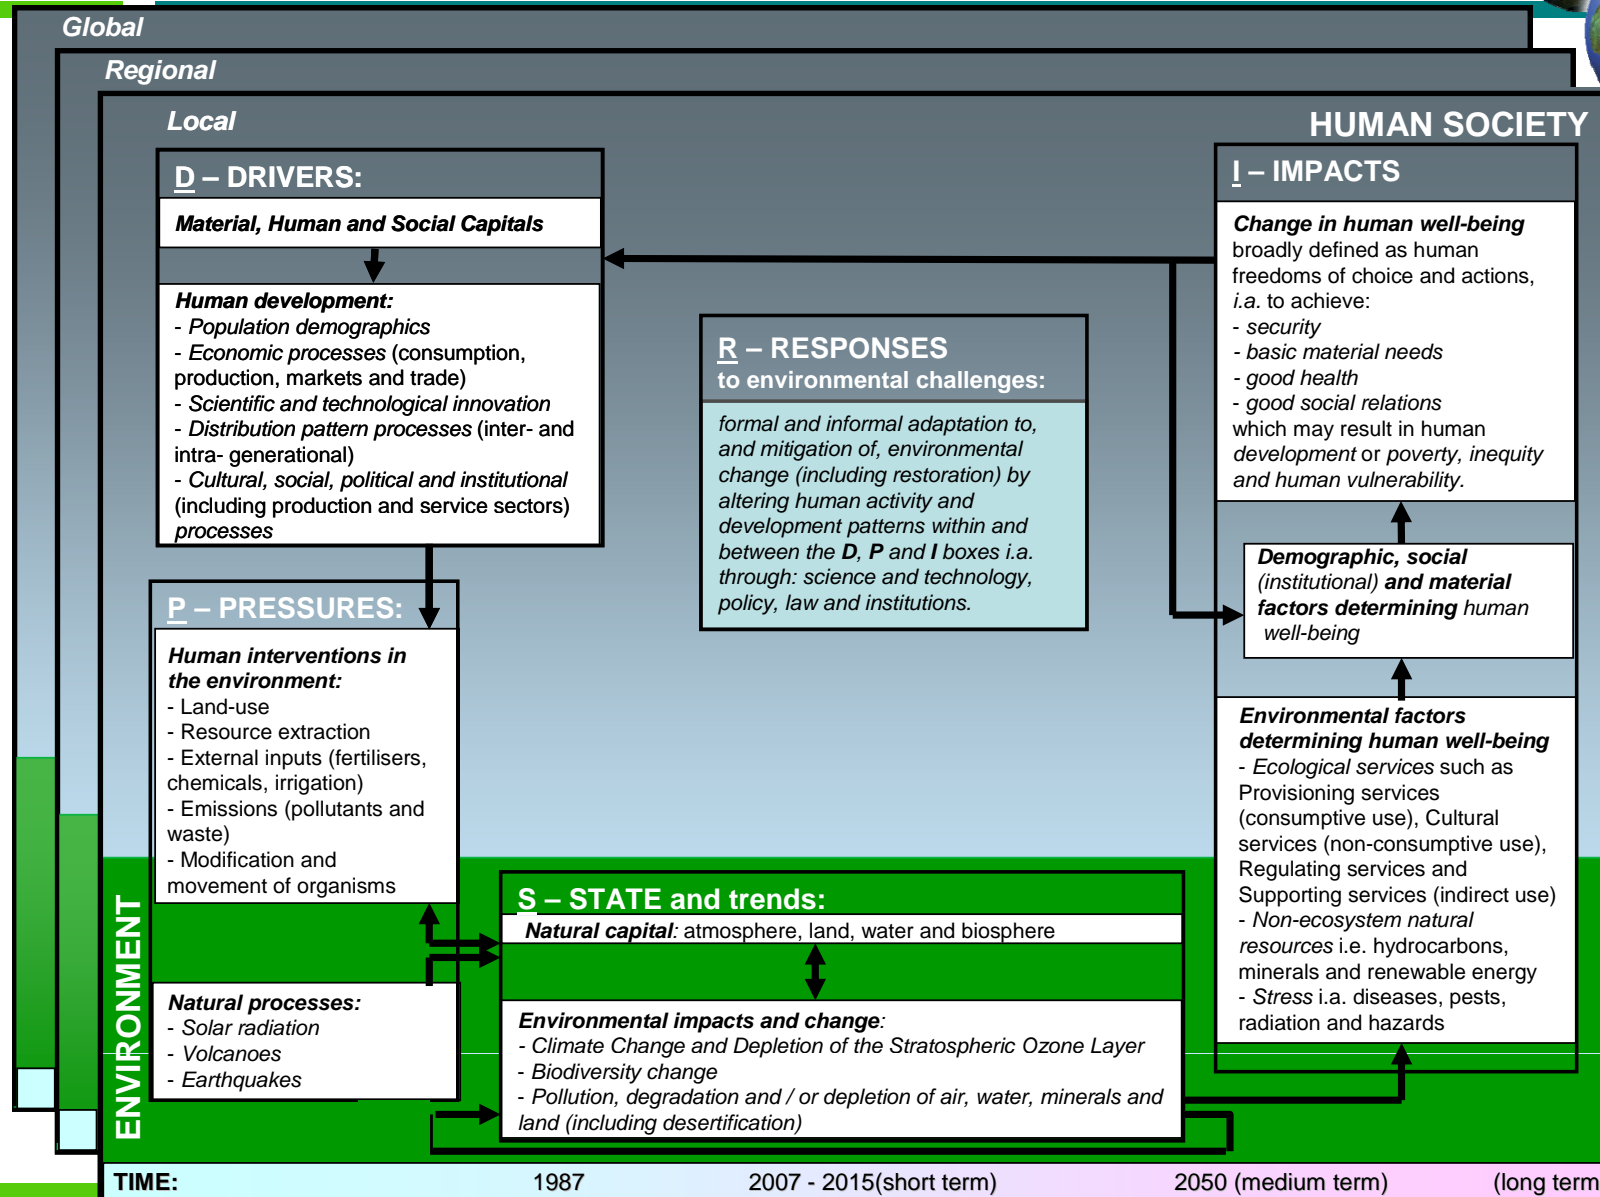 Global
Regional
Local
HUMAN SOCIETY
D – DRIVERS:
Material, Human and Social Capitals
Human development:
- Population demographics
- Economic processes (consumption,
production, markets and trade)
- Scientific and technological innovation
- Distribution pattern processes (inter- and
intra- generational)
- Cultural, social, political and institutional
(including production and service sectors)
processes
P – PRESSURES:
Human interventions in
the environment:
- Land-use
- Resource extraction
- External inputs (fertilisers,
chemicals, irrigation)
- Emissions (pollutants and
waste)
- Modification and
movement of organisms
Natural processes:
- Solar radiation
- Volcanoes
- Earthquakes
R – RESPONSES
to environmental challenges:
formal and informal adaptation to,
and mitigation of, environmental
change (including restoration) by
altering human activity and
development patterns within and
between the D, P and I boxes i.a.
through: science and technology,
policy, law and institutions.
S – STATE and trends:
Natural capital: atmosphere, land, water and biosphere
Environmental impacts and change:
- Climate Change and Depletion of the Stratospheric Ozone Layer
- Biodiversity change
- Pollution, degradation and / or depletion of air, water, minerals and
land (including desertification)
I – IMPACTS
Change in human well-being
broadly defined as human
freedoms of choice and actions,
i.a. to achieve:
- security
- basic material needs
- good health
- good social relations
which may result in human
development or poverty, inequity
and human vulnerability.
Demographic, social
(institutional) and material
factors determining human
well-being
Environmental factors
determining human well-being
- Ecological services such as
Provisioning services
(consumptive use), Cultural
services (non-consumptive use),
Regulating services and
Supporting services (indirect use)
- Non-ecosystem natural
resources i.e. hydrocarbons,
minerals and renewable energy
- Stress i.a. diseases, pests,
radiation and hazards
ENVIRONMENT
TIME: 1987 2007 - 2015(short term) 2050 (medium term) (long term